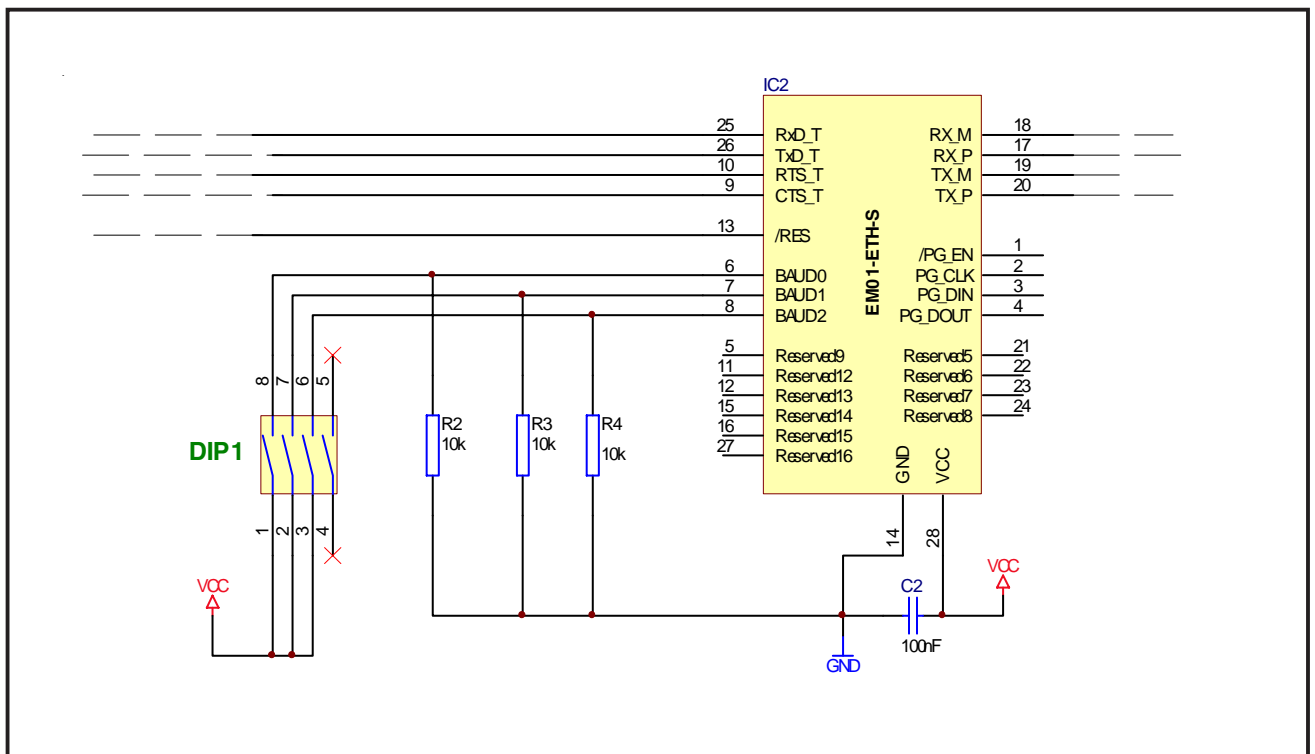 IC2
25 RxD_T RX_M 18
26 TxD_T RX_P 17
10 RTS_T TX_M 19
9 CTS_T TX_P 20
13 /RES
EM01-ETH-S
/PG_EN 1
6 BAUD0 PG_CLK 2
7 BAUD1 PG_DIN 3
8 BAUD2 PG_DOUT 4
5 Reserved9 Reserved5 21
11 Reserved12 Reserved6 22
12 Reserved13 Reserved7 23
15 Reserved14 Reserved8 24
16 Reserved15
27 Reserved16
GND VCC
14 28
8 7 6 5
DIP1
1 2 3 4
R2
10k
R3
10k
R4
10k
VCC
C2
100nF
VCC
GND